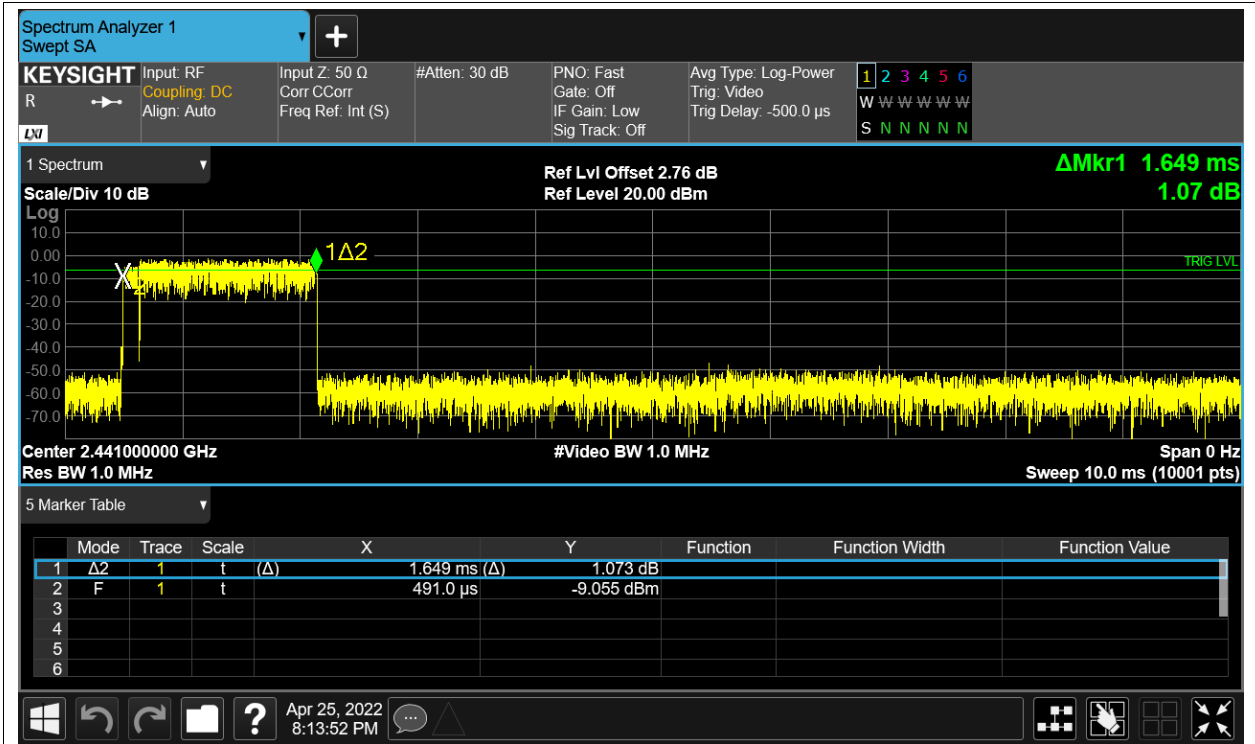 Spectrum Analyzer 1
Swept SA
KEYSIGHT
R
LXI
Input: RF
Coupling: DC
Align: Auto
Input Z: 50 Ω
Corr CCorr
Freq Ref: Int (S)
#Atten: 30 dB
PNO: Fast
Gate: Off
IF Gain: Low
Sig Track: Off
Avg Type: Log-Power
Trig: Video
Trig Delay: -500.0 µs
1 2 3 4 5 6
W W W W W W
S N N N N N
1 Spectrum
Scale/Div 10 dB
Ref Lvl Offset 2.76 dB
Ref Level 20.00 dBm
ΔMkr1 1.649 ms
1.07 dB
Log
10.0
0.00
-10.0
-20.0
-30.0
-40.0
-50.0
-60.0
-70.0
X2
1Δ2
TRIG LVL
Center 2.441000000 GHz
Res BW 1.0 MHz
#Video BW 1.0 MHz
Span 0 Hz
Sweep 10.0 ms (10001 pts)
5 Marker Table
Mode Trace Scale X Y Function Function Width Function Value
1 Δ2 1 t (Δ) 1.649 ms (Δ) 1.073 dB
2 F 1 t 491.0 µs -9.055 dBm
3
4
5
6
?
Apr 25, 2022
8:13:52 PM